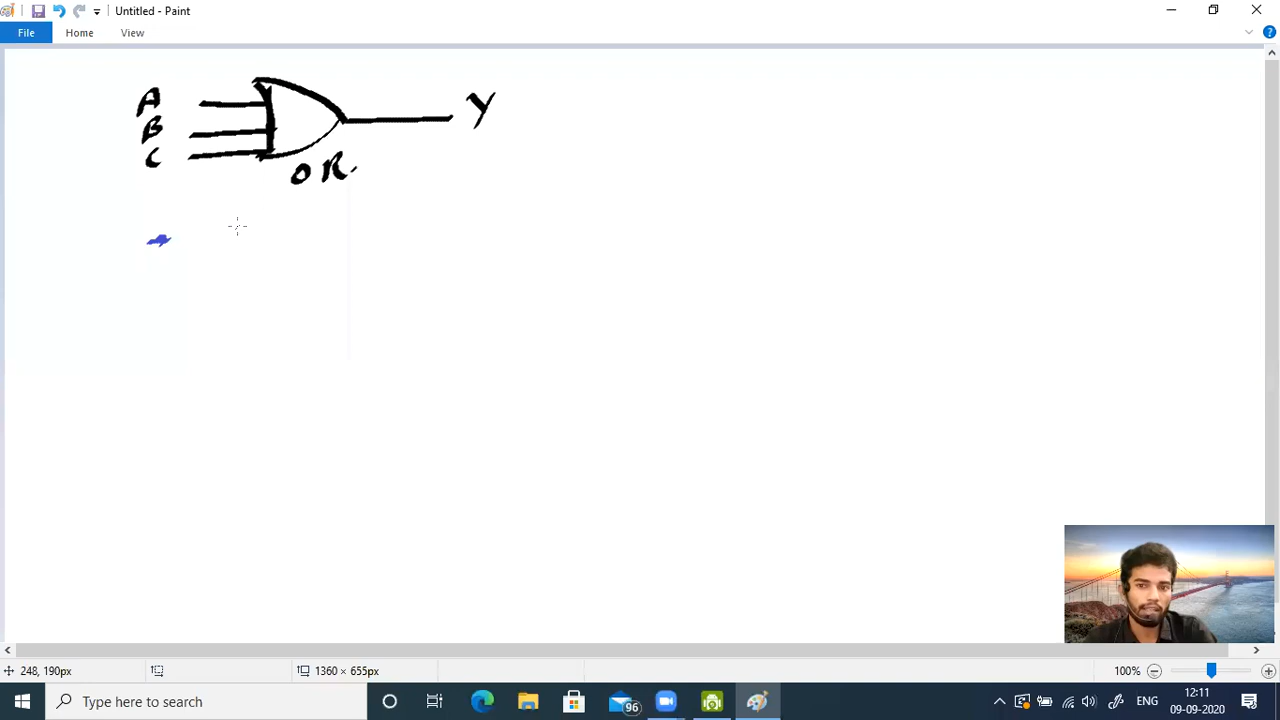 Untitled - Paint
File Home View
A
B
C
Y
OR
248, 190px
1360 × 655px
100%
Type here to search
96
ENG
12:11
09-09-2020